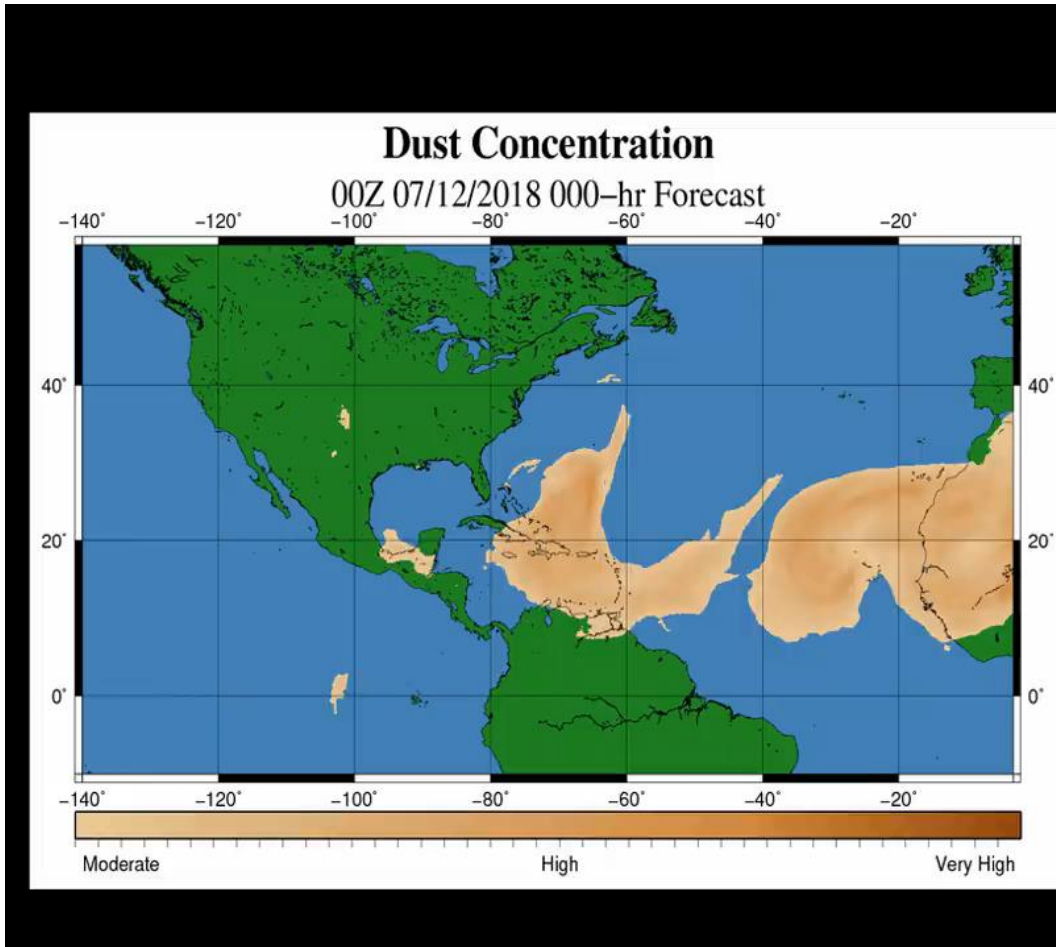 Dust Concentration
00Z 07/12/2018 000-hr Forecast
-140° -120° -100° -80° -60° -40° -20°
40° 40°
20° 20°
0° 0°
-140° -120° -100° -80° -60° -40° -20°
Moderate High Very High